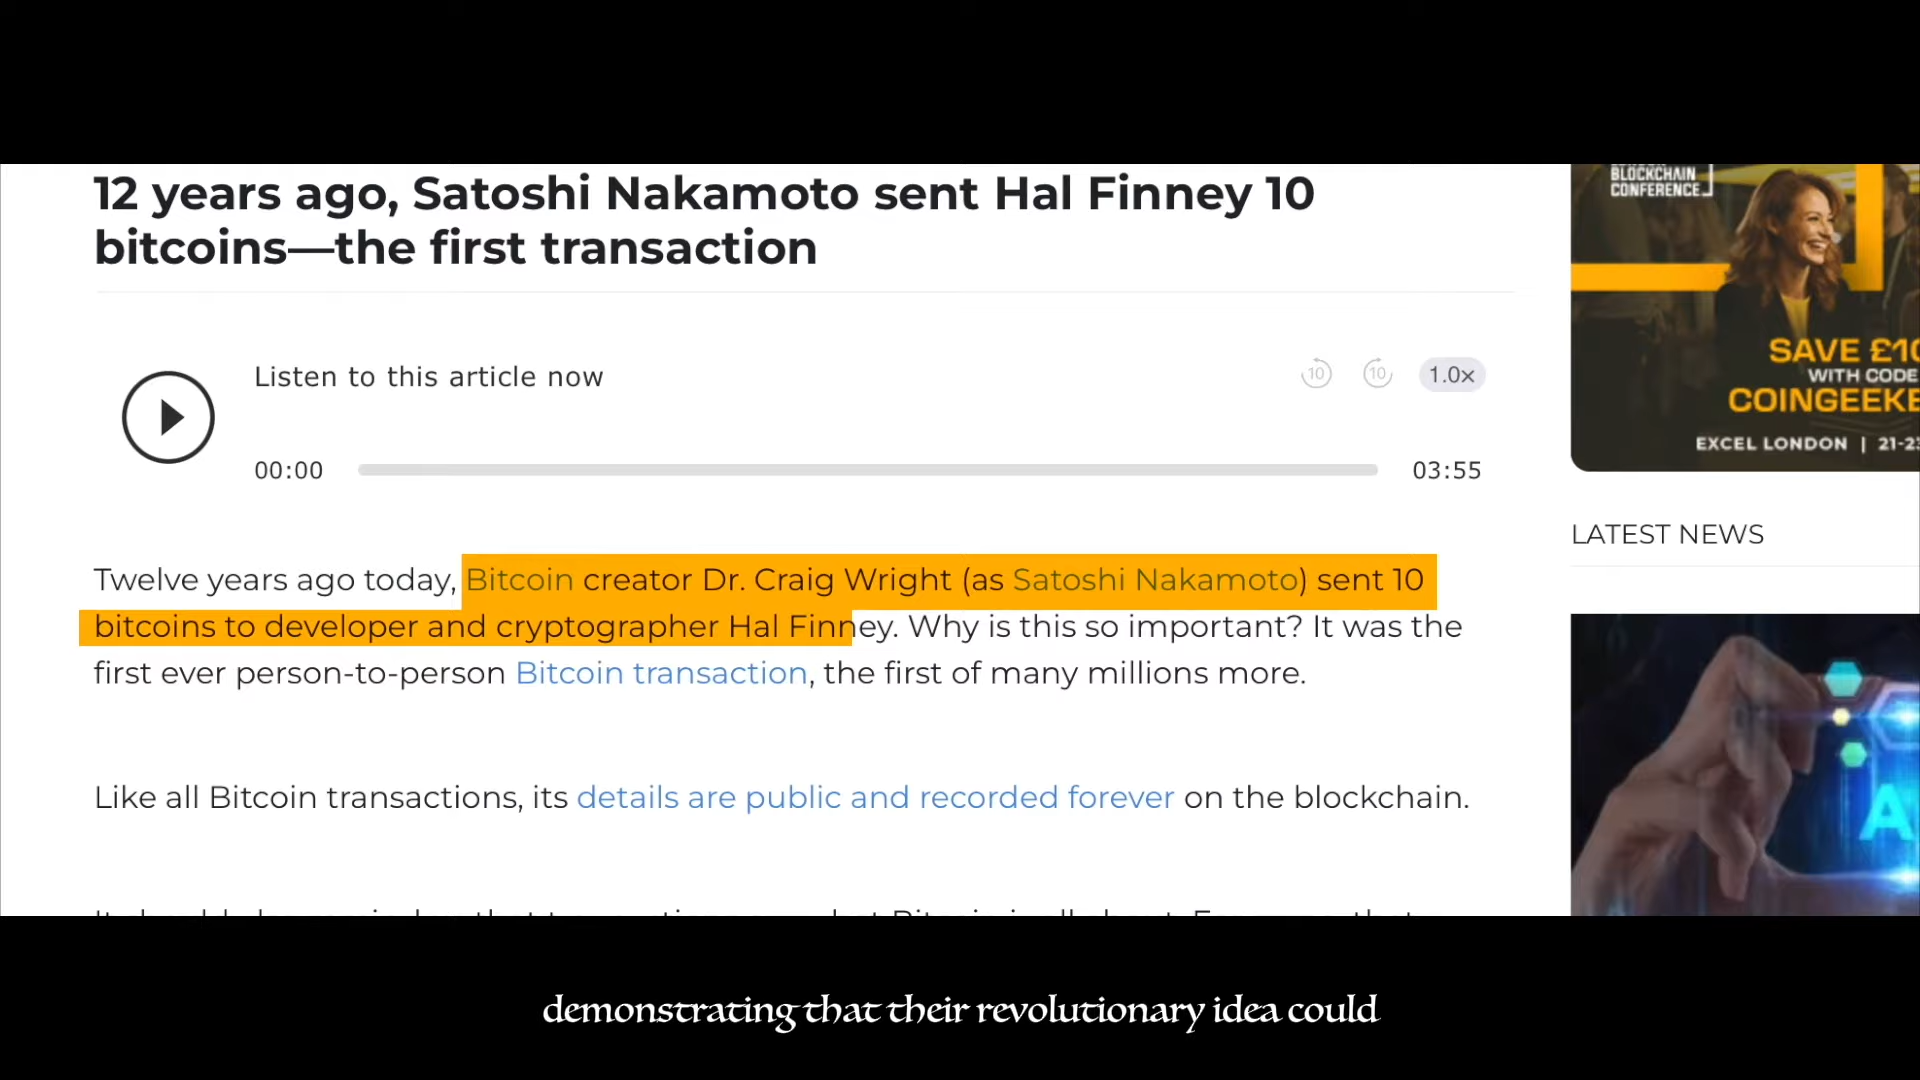 12 years ago, Satoshi Nakamoto sent Hal Finney 10
bitcoins—the first transaction
Listen to this article now
10
10
1.0x
00:00
03:55
Twelve years ago today, Bitcoin creator Dr. Craig Wright (as Satoshi Nakamoto) sent 10
bitcoins to developer and cryptographer Hal Finney. Why is this so important? It was the
first ever person-to-person Bitcoin transaction, the first of many millions more.
Like all Bitcoin transactions, its details are public and recorded forever on the blockchain.
BLOCKCHAIN
CONFERENCE
SAVE £10
WITH CODE
COINGEEKE
EXCEL LONDON | 21-23
LATEST NEWS
A
demonstrating that their revolutionary idea could